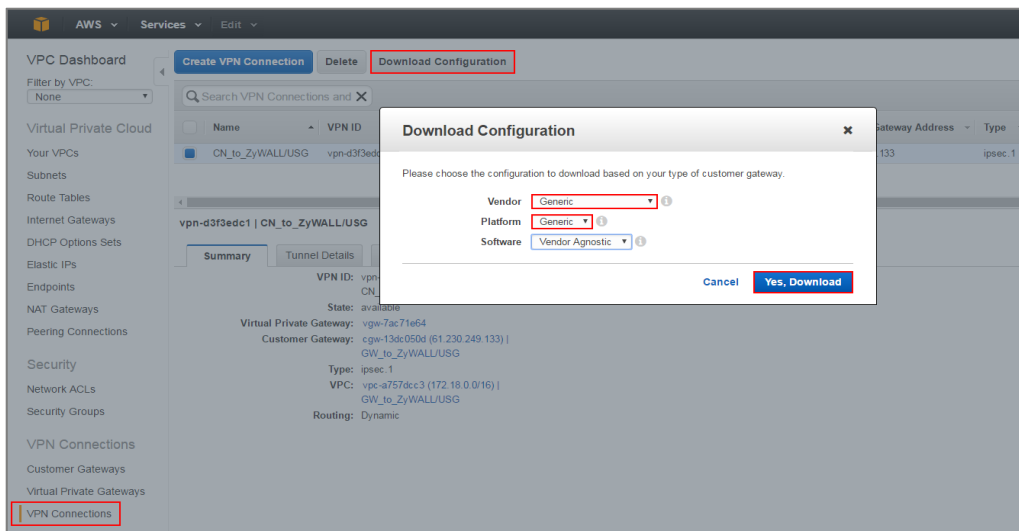 AWS Services Edit
VPC Dashboard
Filter by VPC:
None
Virtual Private Cloud
Your VPCs
Subnets
Route Tables
Internet Gateways
DHCP Options Sets
Elastic IPs
Endpoints
NAT Gateways
Peering Connections
Security
Network ACLs
Security Groups
VPN Connections
Customer Gateways
Virtual Private Gateways
VPN Connections
Create VPN Connection Delete Download Configuration
Search VPN Connections and
Name VPN ID Gateway Address Type
CN_to_ZyWALL/USG vpn-d3f3edc .133 ipsec.1
Download Configuration
Please choose the configuration to download based on your type of customer gateway.
Vendor Generic
Platform Generic
Software Vendor Agnostic
Cancel Yes, Download
vpn-d3f3edc1 | CN_to_ZyWALL/USG
Summary Tunnel Details
VPN ID: vpn-
CN_
State: available
Virtual Private Gateway: vgw-7ac71e64
Customer Gateway: cgw-13dc050d (61.230.249.133) |
GW_to_ZyWALL/USG
Type: ipsec.1
VPC: vpc-a757dcc3 (172.18.0.0/16) |
GW_to_ZyWALL/USG
Routing: Dynamic